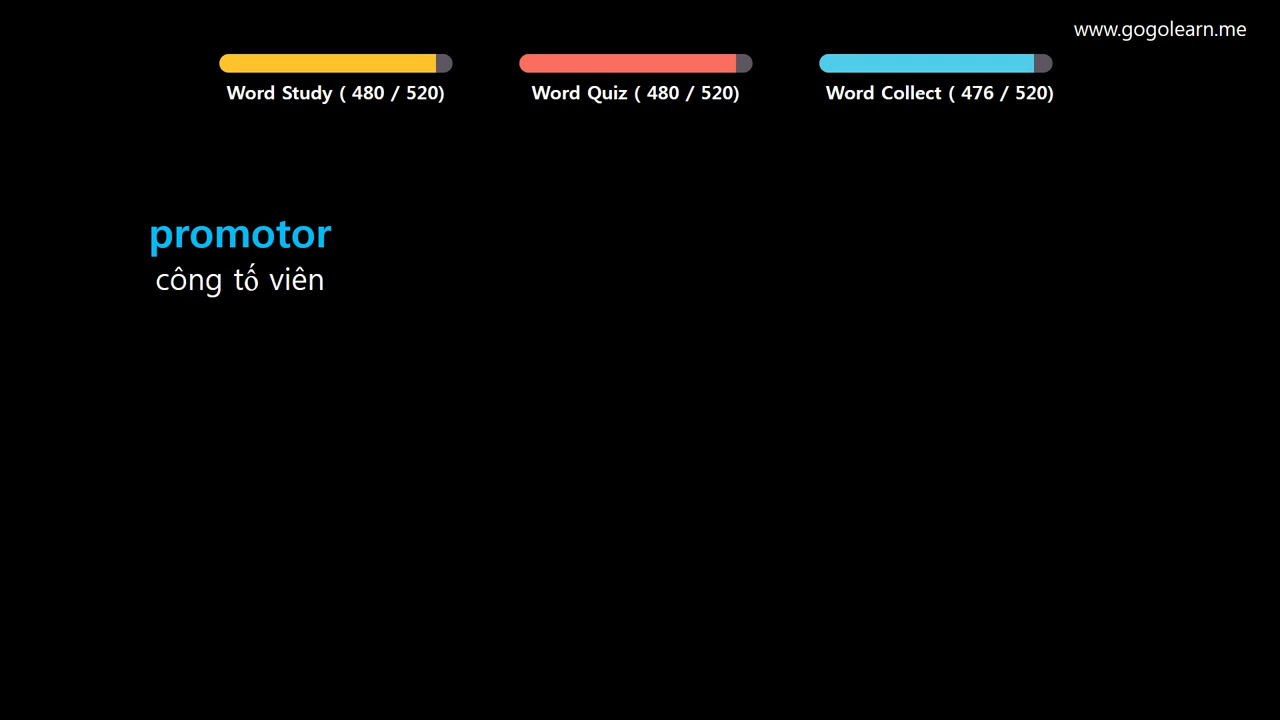 www.gogolearn.me
Word Study ( 480 / 520)
Word Quiz ( 480 / 520)
Word Collect ( 476 / 520)
promotor
công tố viên